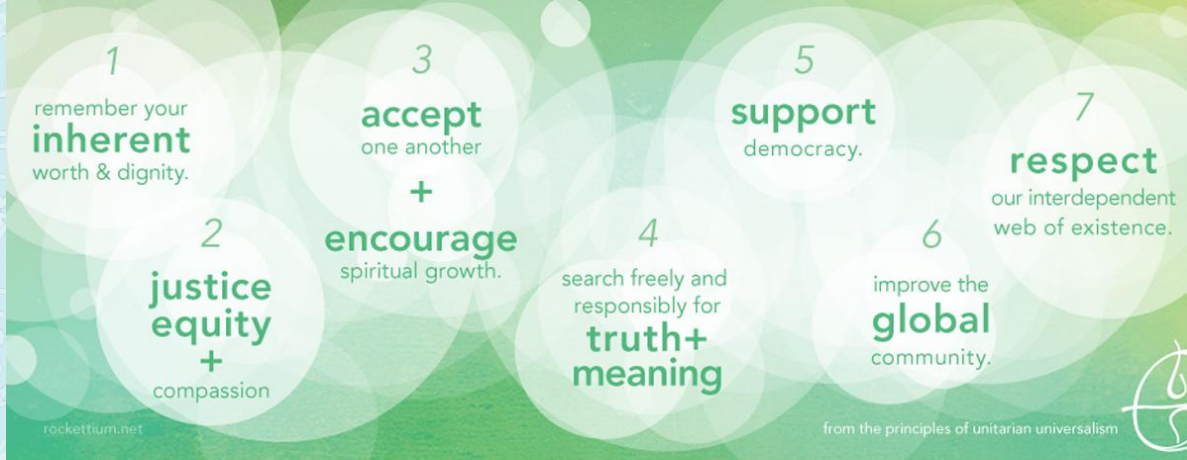 1
remember your
inherent
worth & dignity.
2
justice
equity
+
compassion
3
accept
one another
+
encourage
spiritual growth.
4
search freely and
responsibly for
truth+
meaning
5
support
democracy.
6
improve the
global
community.
7
respect
our interdependent
web of existence.
rockettium.net
from the principles of unitarian universalism